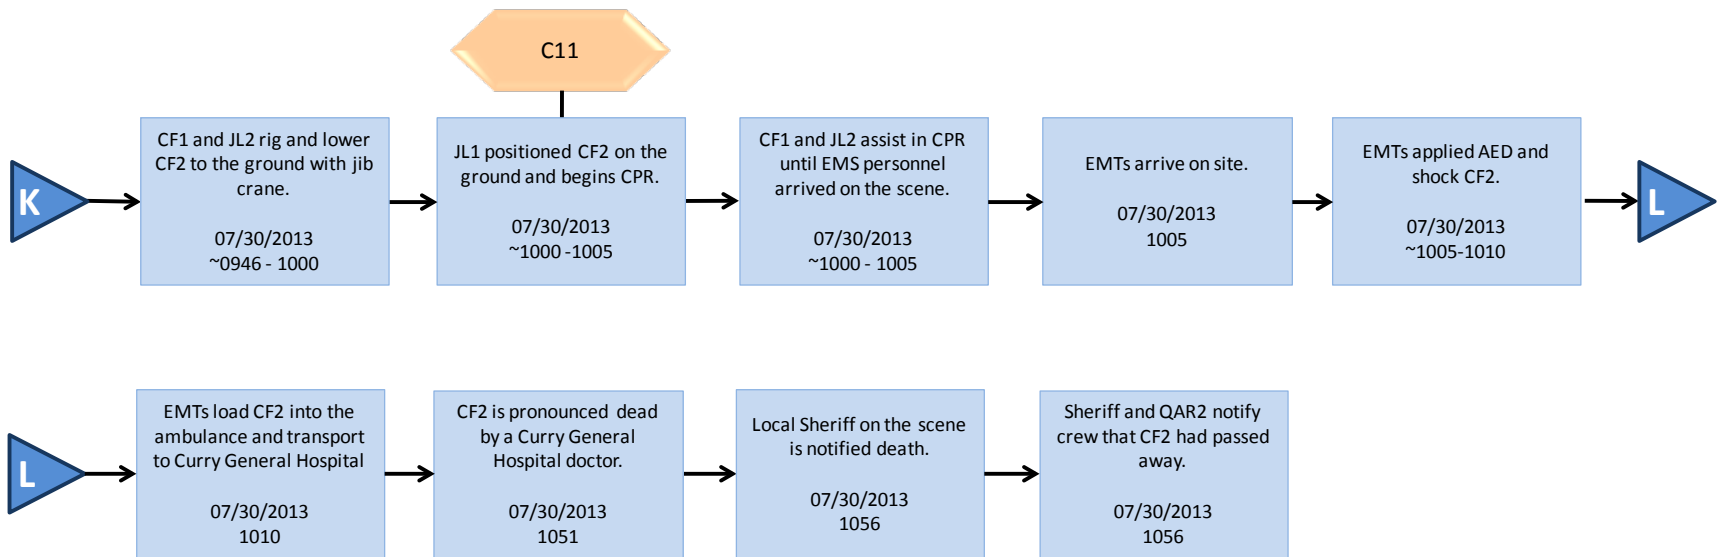 C11
K
CF1 and JL2 rig and lower
CF2 to the ground with jib
crane.
07/30/2013
~0946 - 1000
JL1 positioned CF2 on the
ground and begins CPR.
07/30/2013
~1000 -1005
CF1 and JL2 assist in CPR
until EMS personnel
arrived on the scene.
07/30/2013
~1000 - 1005
EMTs arrive on site.
07/30/2013
1005
EMTs applied AED and
shock CF2.
07/30/2013
~1005-1010
L
L
EMTs load CF2 into the
ambulance and transport
to Curry General Hospital
07/30/2013
1010
CF2 is pronounced dead
by a Curry General
Hospital doctor.
07/30/2013
1051
Local Sheriff on the scene
is notified death.
07/30/2013
1056
Sheriff and QAR2 notify
crew that CF2 had passed
away.
07/30/2013
1056